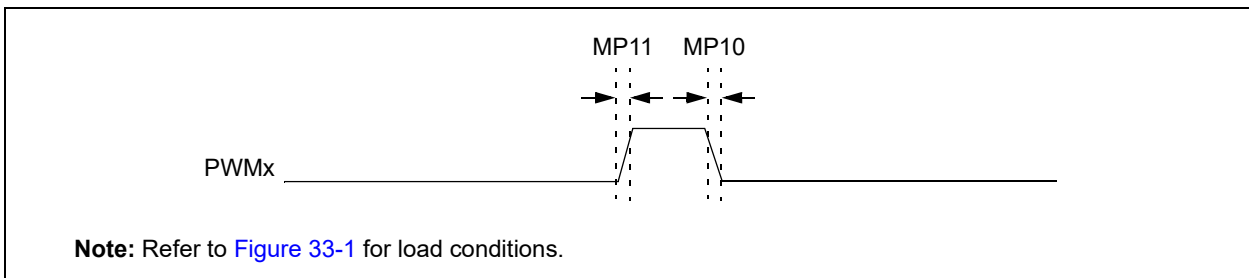 MP11 MP10
PWMx
Note: Refer to Figure 33-1 for load conditions.